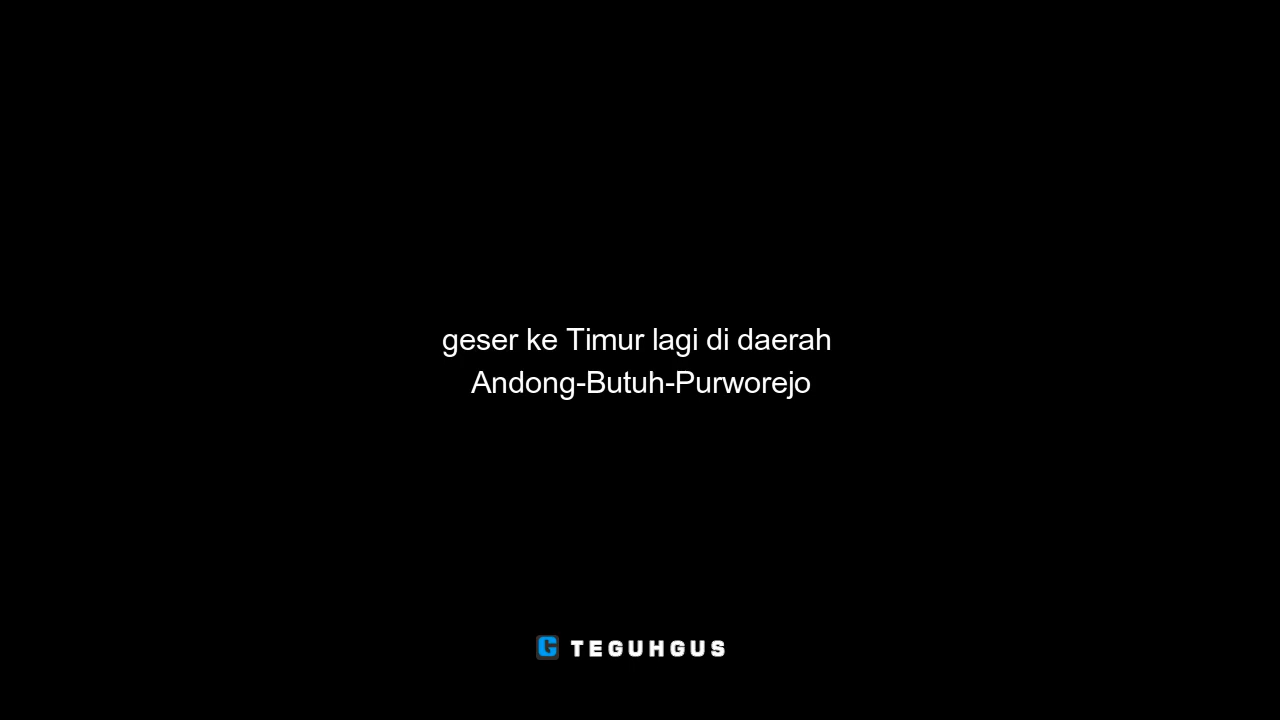 geser ke Timur lagi di daerah
Andong-Butuh-Purworejo
G TEGUHGUS